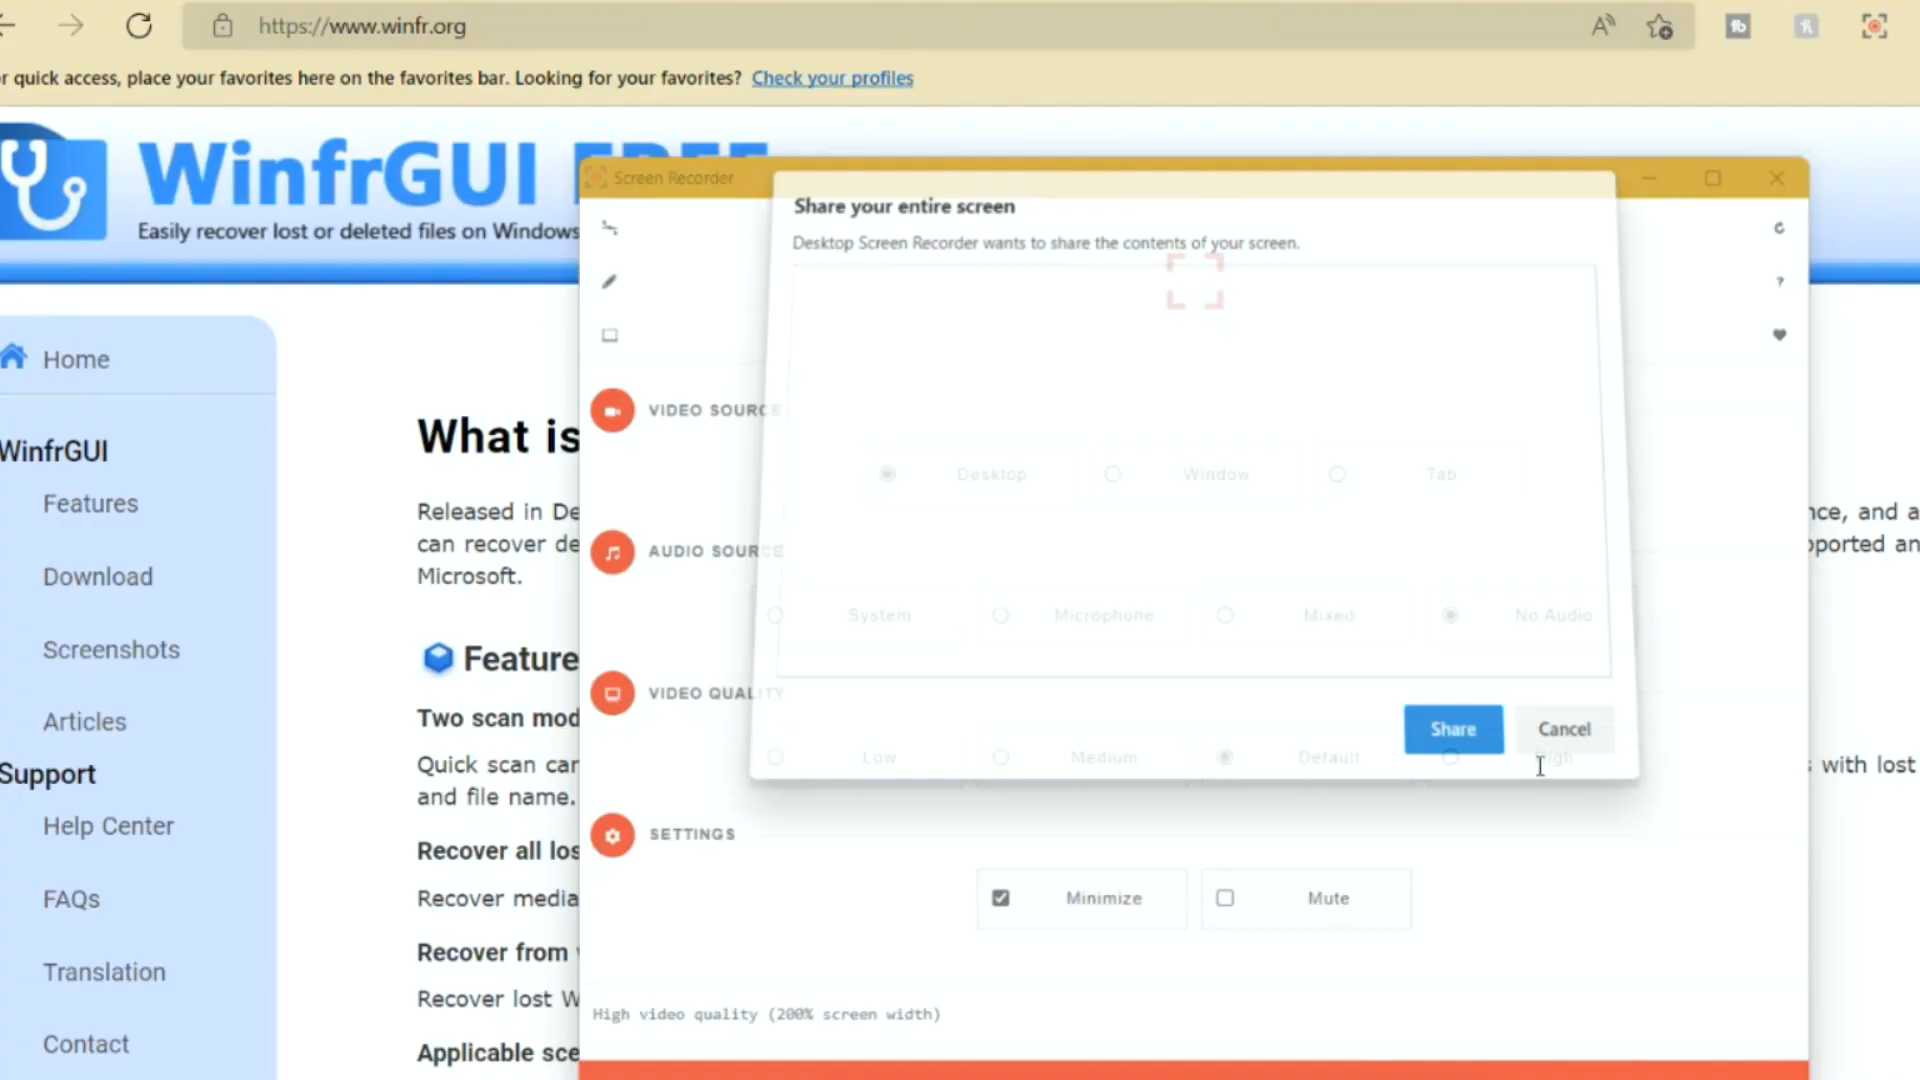 https://www.winfr.org
r quick access, place your favorites here on the favorites bar. Looking for your favorites? Check your profiles
WinfrGUI FREE
Easily recover lost or deleted files on Windows
Screen Recorder
Share your entire screen
Desktop Screen Recorder wants to share the contents of your screen.
Home
WinfrGUI
Features
Download
Screenshots
Articles
Support
Help Center
FAQs
Translation
Contact
What is
Released in De
can recover de
Microsoft.
Feature
Two scan mod
Quick scan can
and file name.
Recover all los
Recover media
Recover from
Recover lost W
Applicable sce
nce, and a
pported an
with lost
VIDEO SOURCE
Desktop
Window
Tab
AUDIO SOURCE
System
Microphone
Mixed
No Audio
VIDEO QUALITY
Share
Cancel
Low
Medium
Default
High
SETTINGS
Minimize
Mute
High video quality (200% screen width)